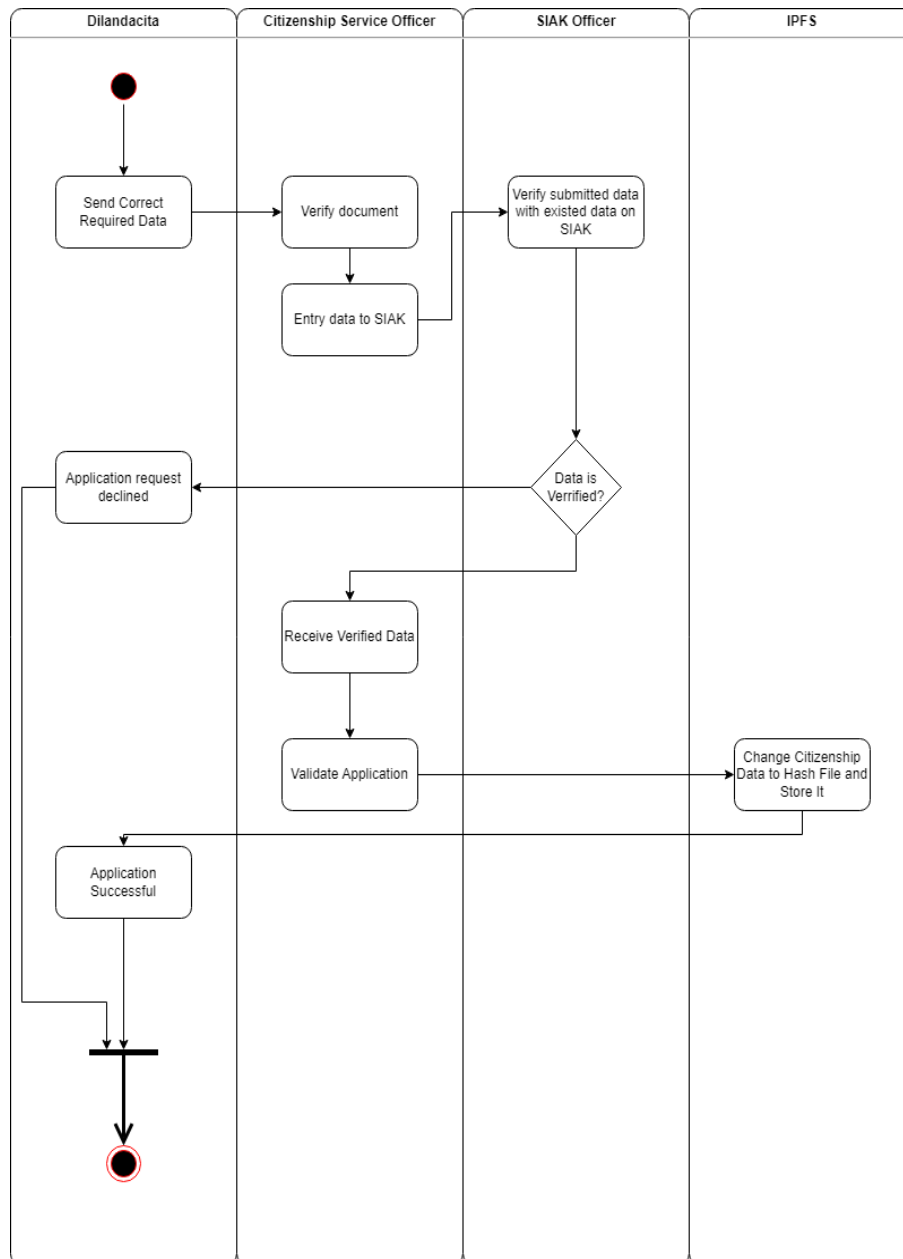 Dilandacita
Citizenship Service Officer
SIAK Officer
IPFS
Send Correct
Required Data
Verify document
Verify submitted data
with existed data on
SIAK
Entry data to SIAK
Application request
declined
Data is
Verrified?
Receive Verified Data
Validate Application
Change Citizenship
Data to Hash File and
Store It
Application
Successful